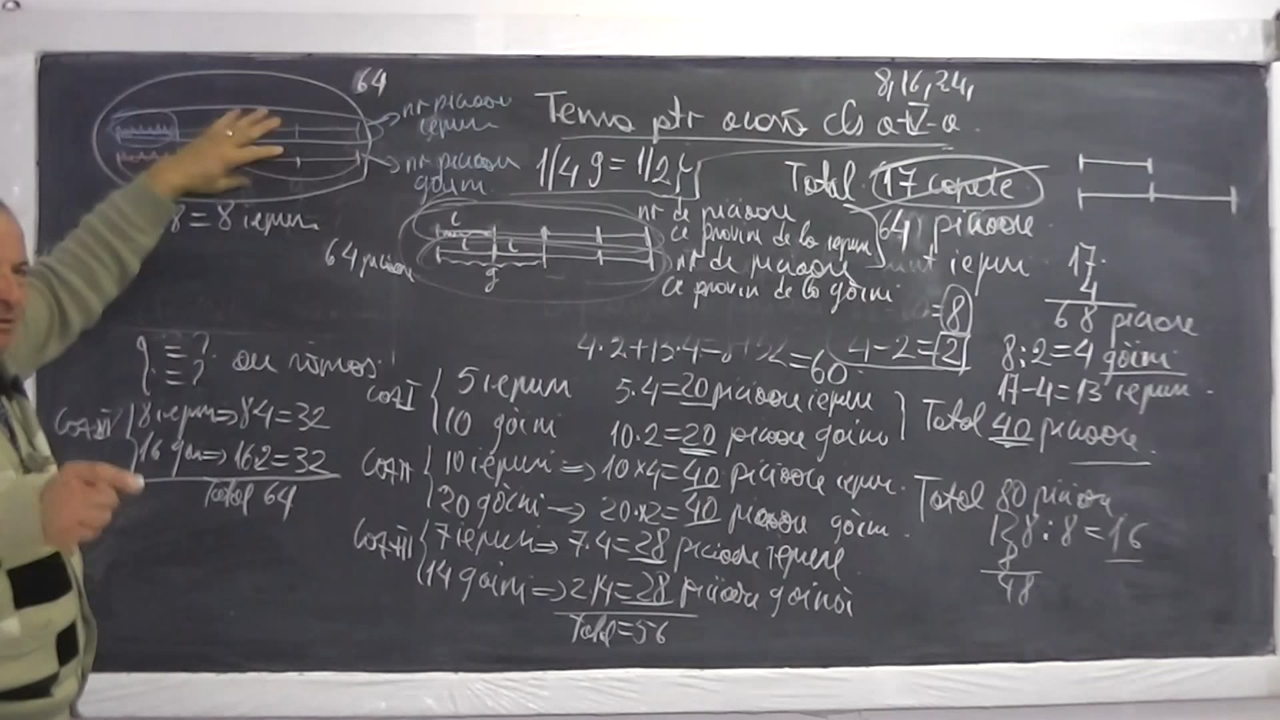 64
8,16,24,
nr picioare
iepuri
nr picioare
găini
8 = 8 iepuri
Tema ptr acasă cls a-V-a
1/4 g = 1/2
Total 17 capete
64 picioare
iepuri
nr de picioare
ce provin de la iepuri
nr de picioare
ce provin de la găini
64 picioare
i
i i
g
17
4
68 picioare
= 8
4-2=2
8:2=4 găini
17-4=13 iepuri
=60
= ?
= ?
au rămas
Caz I
5 iepuri 5.4=20 picioare iepuri
10 găini 10.2=20 picioare găini
Total 40 picioare
Caz II
10 iepuri => 10×4=40 picioare iepuri
20 găini -> 20×2=40 picioare găini
Total 80 picioare
Caz III
7 iepuri => 7.4=28 picioare iepure
14 găini => 2.14=28 picioare găini
Total=56
8 iepuri => 8 4=32
16 găini => 16.2=32
Total 64
128:8=16
8
48